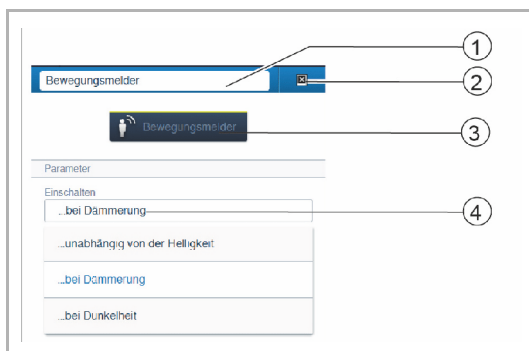 1
Bewegungsmelder
2
Bewegungsmelder
3
Parameter
Einschalten
...bei Dämmerung
4
...unabhängig von der Helligkeit
...bei Dämmerung
...bei Dunkelheit